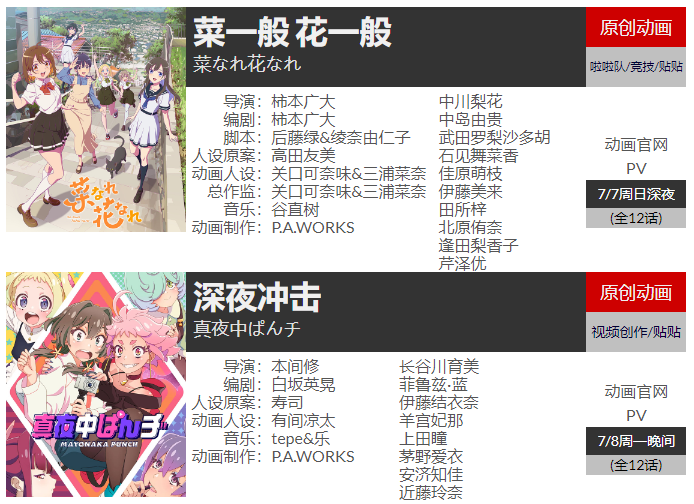 菜一般 花一般
菜なれ花なれ
原创动画
啦啦队/竞技/贴贴
导演：柿本广大
编剧：柿本广大
脚本：后藤绿&绫奈由仁子
人设原案：高田友美
动画人设：关口可奈味&三浦菜奈
总作监：关口可奈味&三浦菜奈
音乐：谷直树
动画制作：P.A.WORKS
中川梨花
中岛由贵
武田罗梨沙多胡
石见舞菜香
佳原萌枝
伊藤美来
田所梓
北原侑奈
逢田梨香子
芹泽优
动画官网
PV
7/7周日深夜
(全12话)
菜なれ
花なれ
深夜冲击
真夜中ぱんチ
原创动画
视频创作/贴贴
导演：本间修
编剧：白坂英晃
人设原案：寿司
动画人设：有间凉太
音乐：tepe&乐
动画制作：P.A.WORKS
长谷川育美
菲鲁兹·蓝
伊藤结衣奈
羊宫妃那
上田瞳
茅野爱衣
安济知佳
近藤玲奈
动画官网
PV
7/8周一晚间
(全12话)
真夜中ぱんチ
MAYONAKA PUNCH